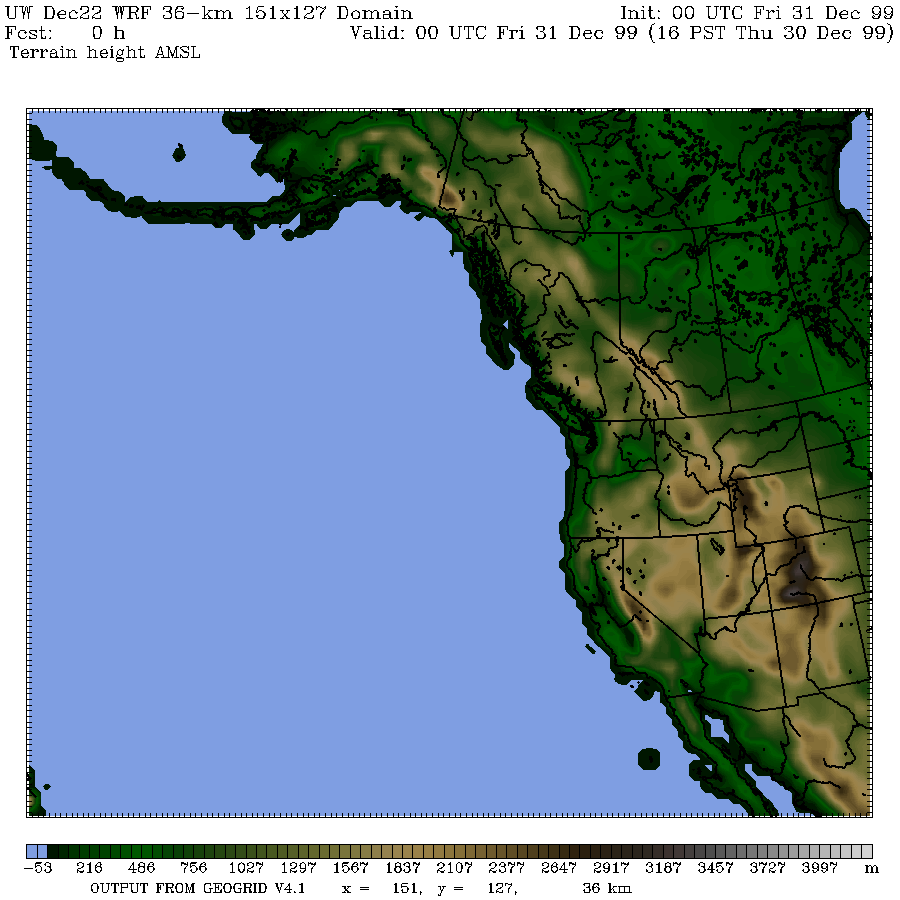 UW Dec22 WRF 36-km 151x127 Domain Init: 00 UTC Fri 31 Dec 99
Fcst: 0 h Valid: 00 UTC Fri 31 Dec 99 (16 PST Thu 30 Dec 99)
Terrain height AMSL
-53 216 486 756 1027 1297 1567 1837 2107 2377 2647 2917 3187 3457 3727 3997 m
OUTPUT FROM GEOGRID V4.1 x = 151, y = 127, 36 km